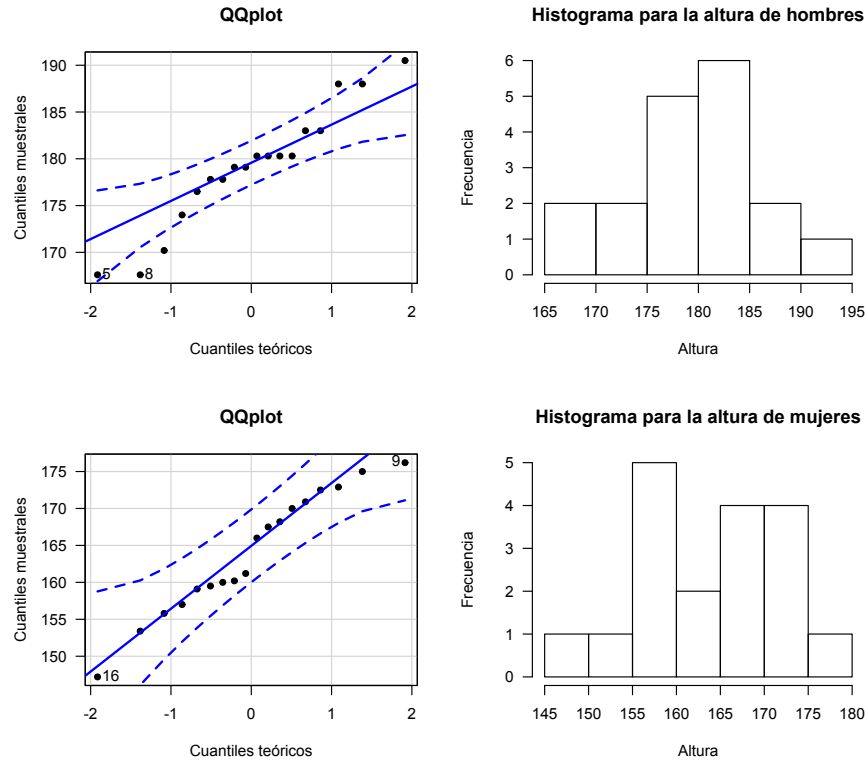 QQplot
Cuantiles muestrales
190
185
180
175
170
5
8
-2 -1 0 1 2
Cuantiles teóricos
Histograma para la altura de hombres
Frecuencia
6
5
4
3
2
1
0
165 170 175 180 185 190 195
Altura
QQplot
Cuantiles muestrales
175
170
165
160
155
150
9
16
-2 -1 0 1 2
Cuantiles teóricos
Histograma para la altura de mujeres
Frecuencia
5
4
3
2
1
0
145 150 155 160 165 170 175 180
Altura